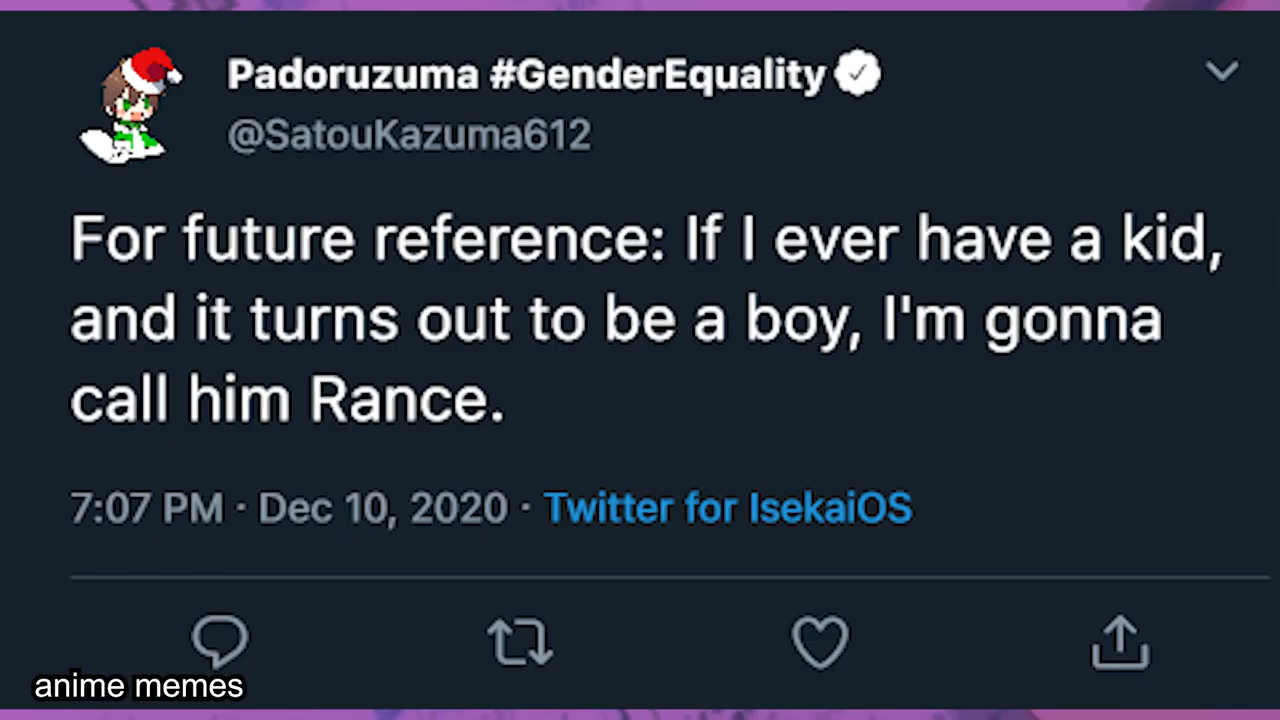 Padoruzuma #GenderEquality
@SatouKazuma612
For future reference: If I ever have a kid,
and it turns out to be a boy, I'm gonna
call him Rance.
7:07 PM · Dec 10, 2020 · Twitter for IsekaiOS
anime memes